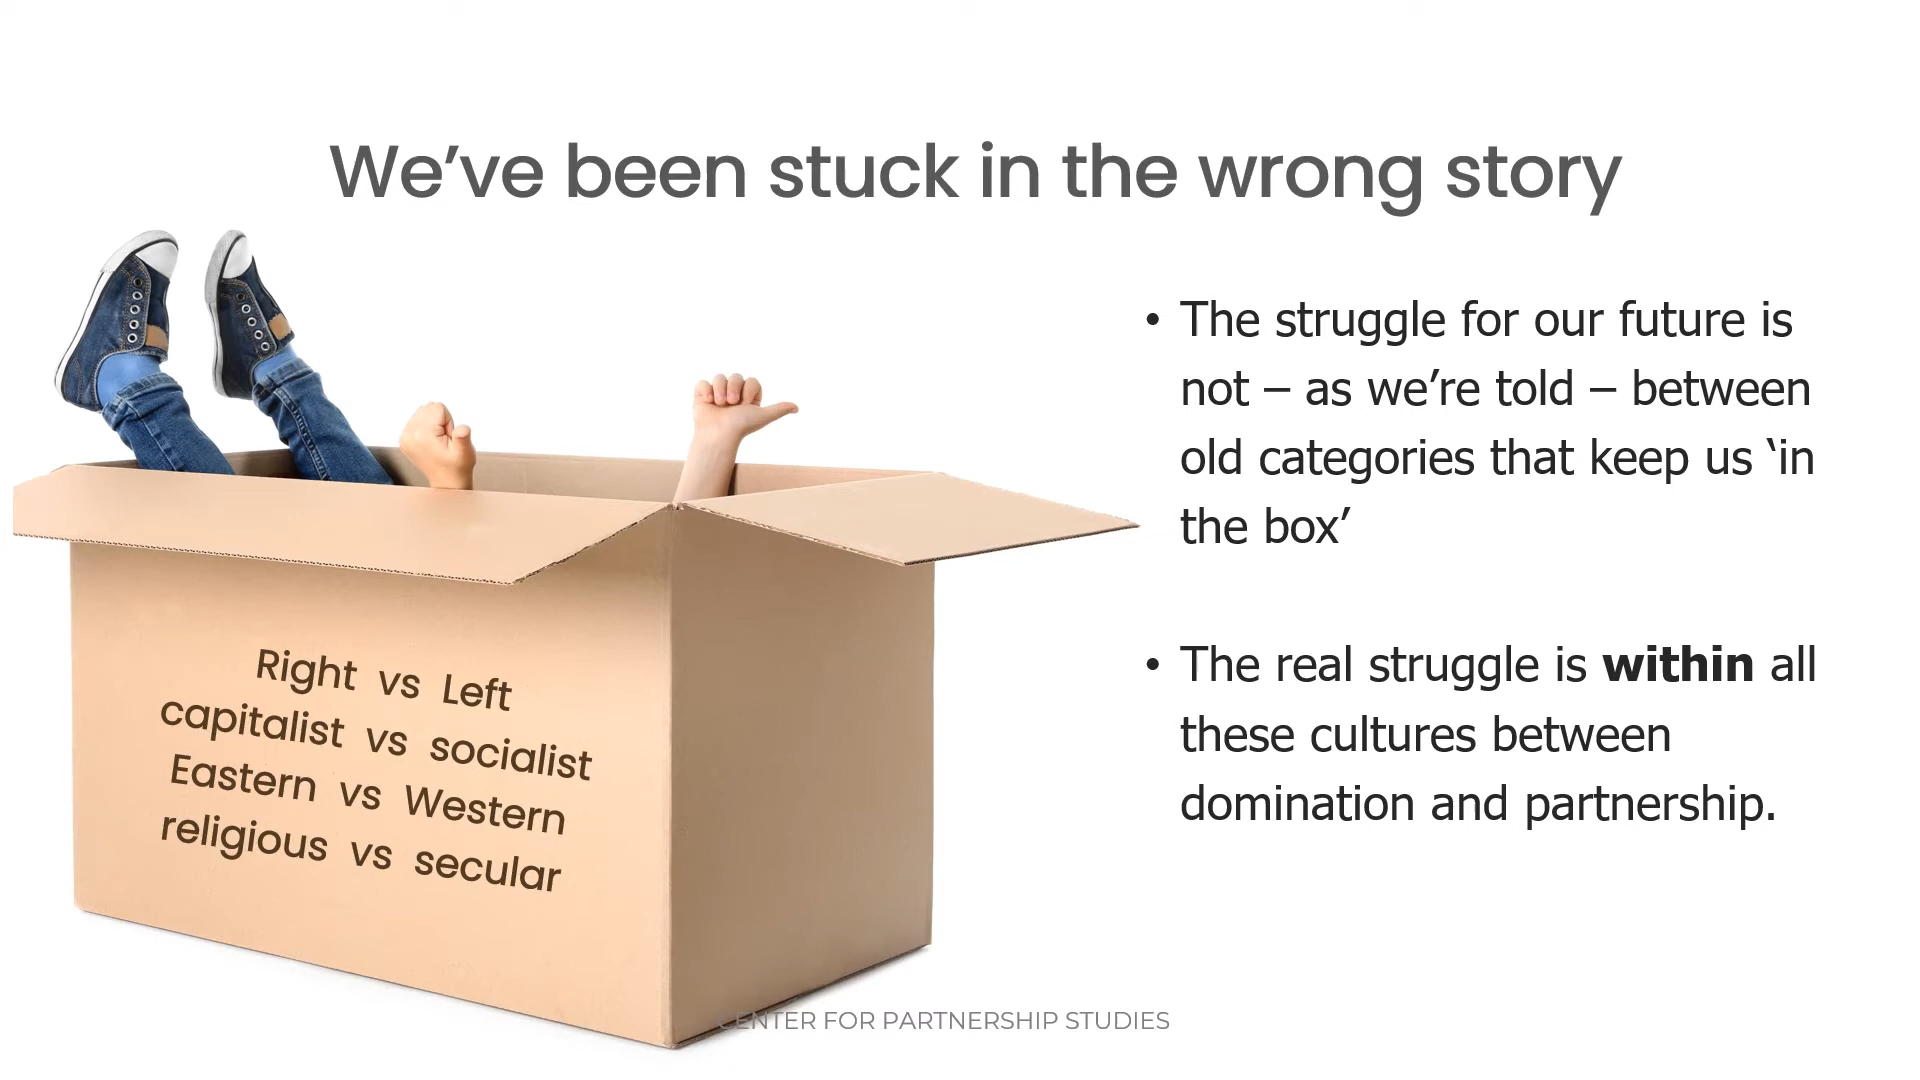 We’ve been stuck in the wrong story
• The struggle for our future is
not – as we’re told – between
old categories that keep us ‘in
the box’
• The real struggle is within all
these cultures between
domination and partnership.
Right vs Left
capitalist vs socialist
Eastern vs Western
religious vs secular
CENTER FOR PARTNERSHIP STUDIES